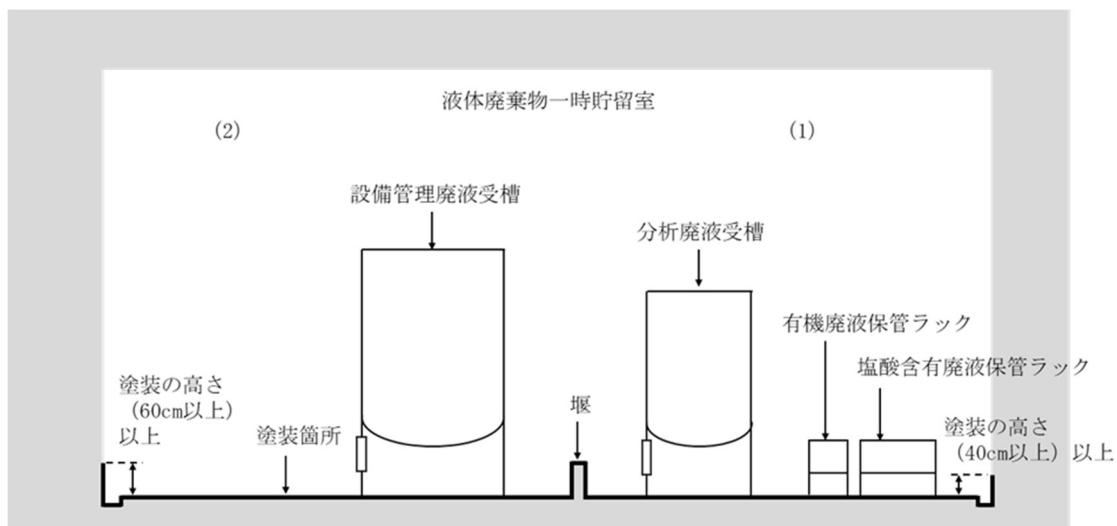 液体廃棄物一時貯留室
(2)
(1)
設備管理廃液受槽
分析廃液受槽
有機廃液保管ラック
塩酸含有廃液保管ラック
塗装の高さ
（60cm以上）
以上
塗装箇所
堰
塗装の高さ
（40cm以上）以上